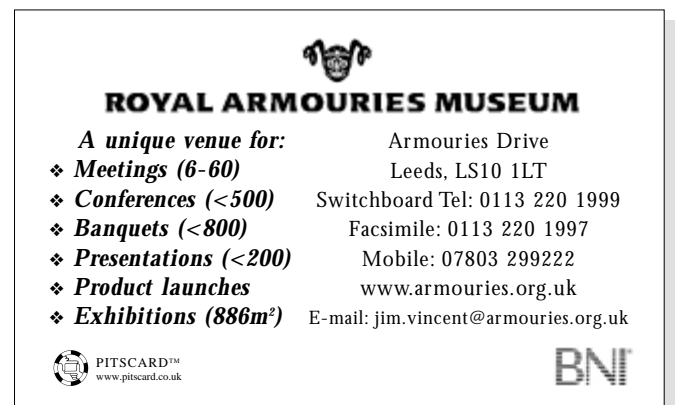 ROYAL ARMOURIES MUSEUM
A unique venue for:
❖ Meetings (6-60)
❖ Conferences (<500)
❖ Banquets (<800)
❖ Presentations (<200)
❖ Product launches
❖ Exhibitions (886m²)
Armouries Drive
Leeds, LS10 1LT
Switchboard Tel: 0113 220 1999
Facsimile: 0113 220 1997
Mobile: 07803 299222
www.armouries.org.uk
E-mail: jim.vincent@armouries.org.uk
PITSCARD™
www.pitscard.co.uk
BNI